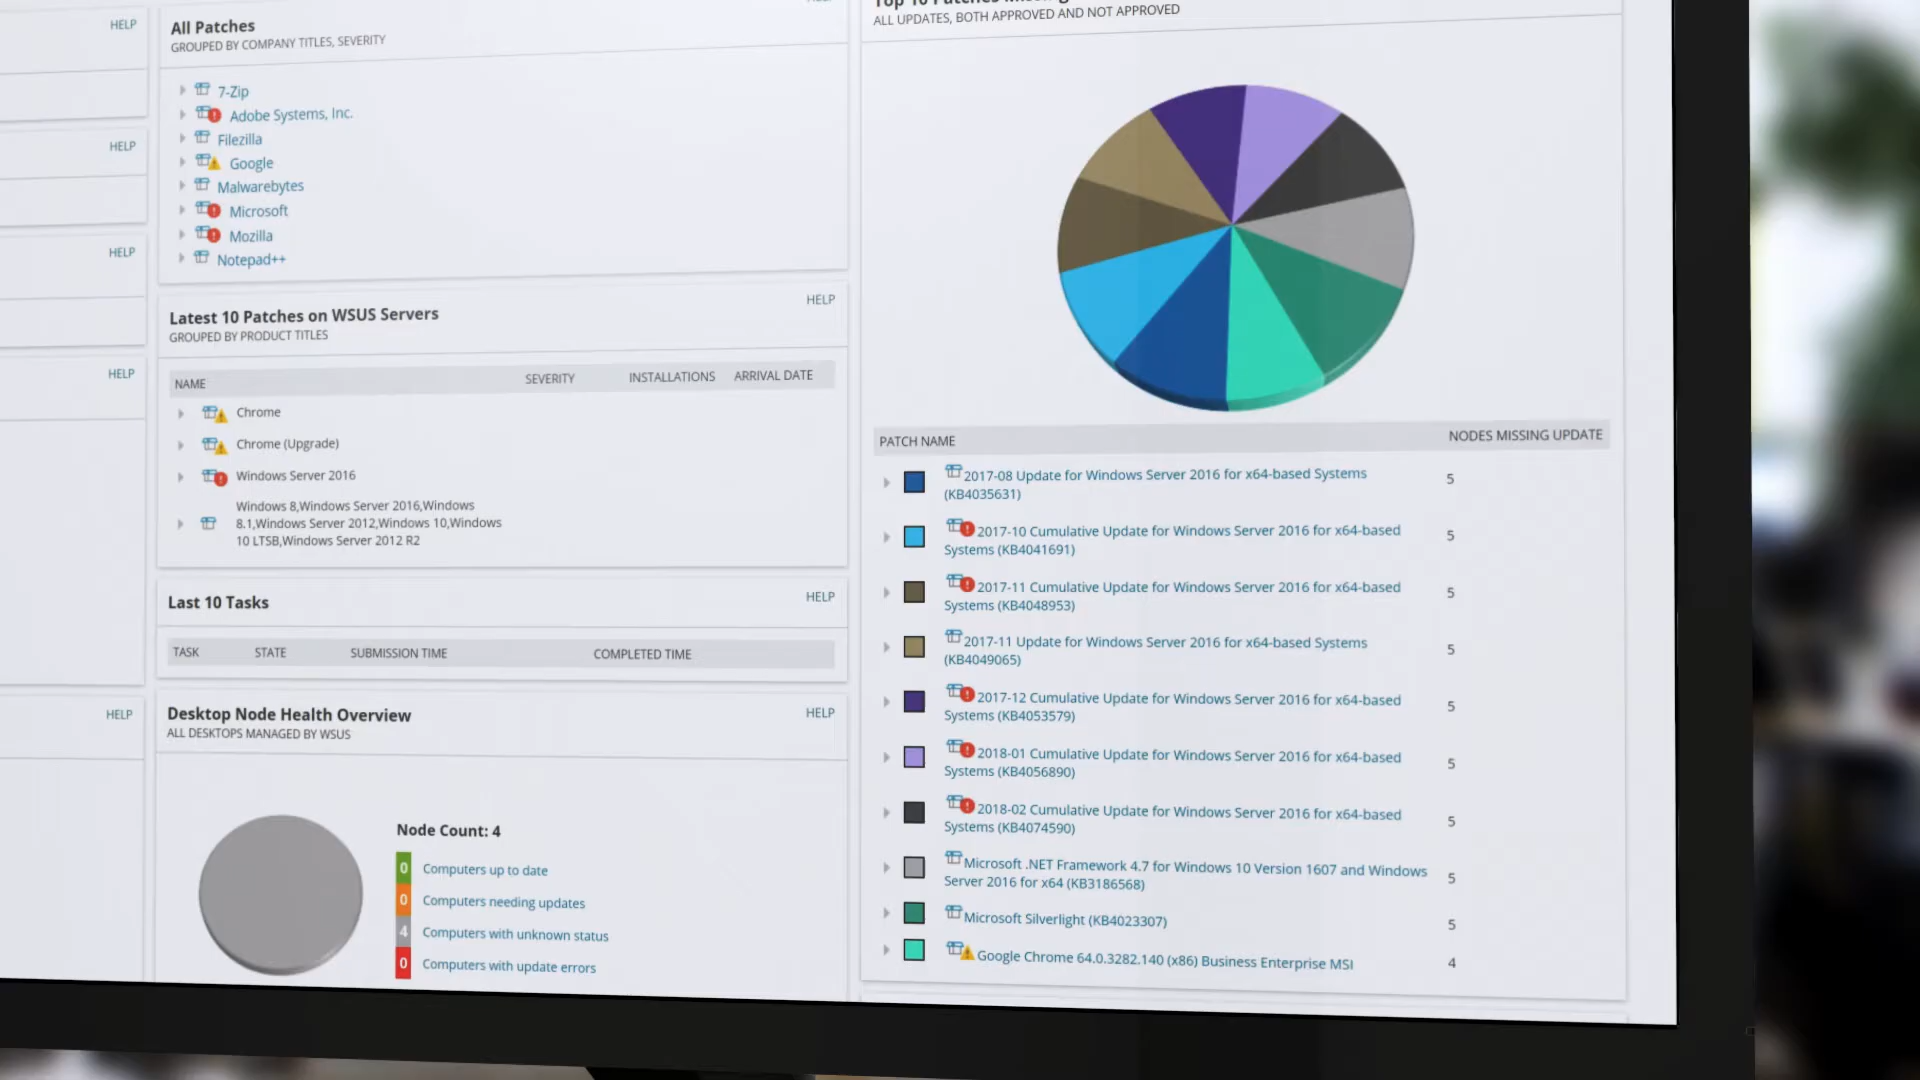 HELP
HELP
HELP
HELP
HELP
All Patches
GROUPED BY COMPANY TITLES, SEVERITY
7-Zip
Adobe Systems, Inc.
Filezilla
Google
Malwarebytes
Microsoft
Mozilla
Notepad++
Latest 10 Patches on WSUS Servers
HELP
GROUPED BY PRODUCT TITLES
NAME SEVERITY INSTALLATIONS ARRIVAL DATE
Chrome
Chrome (Upgrade)
Windows Server 2016
Windows 8,Windows Server 2016,Windows
8.1,Windows Server 2012,Windows 10,Windows
10 LTSB,Windows Server 2012 R2
Last 10 Tasks
HELP
TASK STATE SUBMISSION TIME COMPLETED TIME
Desktop Node Health Overview
HELP
ALL DESKTOPS MANAGED BY WSUS
Node Count: 4
0 Computers up to date
0 Computers needing updates
4 Computers with unknown status
0 Computers with update errors
Top 10 Patches
ALL UPDATES, BOTH APPROVED AND NOT APPROVED
PATCH NAME NODES MISSING UPDATE
2017-08 Update for Windows Server 2016 for x64-based Systems 5
(KB4035631)
2017-10 Cumulative Update for Windows Server 2016 for x64-based 5
Systems (KB4041691)
2017-11 Cumulative Update for Windows Server 2016 for x64-based 5
Systems (KB4048953)
2017-11 Update for Windows Server 2016 for x64-based Systems 5
(KB4049065)
2017-12 Cumulative Update for Windows Server 2016 for x64-based 5
Systems (KB4053579)
2018-01 Cumulative Update for Windows Server 2016 for x64-based 5
Systems (KB4056890)
2018-02 Cumulative Update for Windows Server 2016 for x64-based 5
Systems (KB4074590)
Microsoft .NET Framework 4.7 for Windows 10 Version 1607 and Windows 5
Server 2016 for x64 (KB3186568)
Microsoft Silverlight (KB4023307) 5
Google Chrome 64.0.3282.140 (x86) Business Enterprise MSI 4